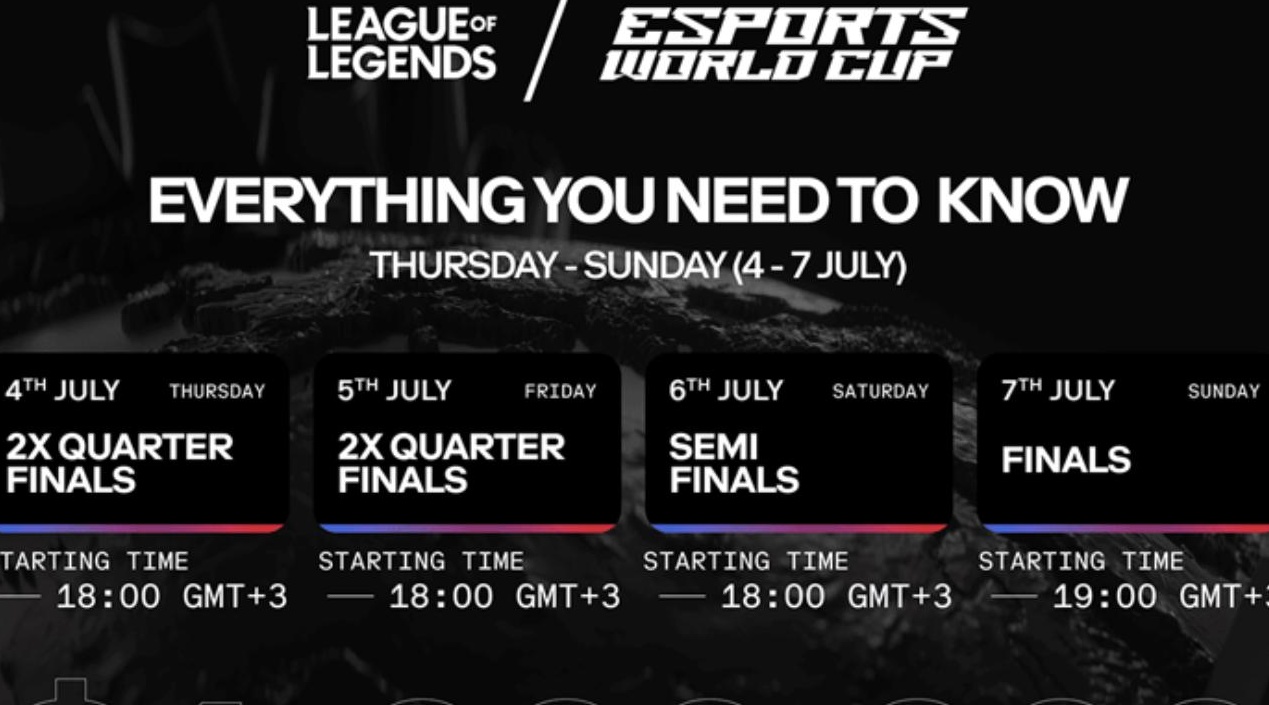 LEAGUE OF
LEGENDS
ESPORTS
WORLD CUP
EVERYTHING YOU NEED TO KNOW
THURSDAY - SUNDAY (4 - 7 JULY)
4TH JULY THURSDAY
2X QUARTER
FINALS
TARTING TIME
18:00 GMT+3
5TH JULY FRIDAY
2X QUARTER
FINALS
STARTING TIME
18:00 GMT+3
6TH JULY SATURDAY
SEMI
FINALS
STARTING TIME
18:00 GMT+3
7TH JULY SUNDAY
FINALS
STARTING TIME
19:00 GMT+3